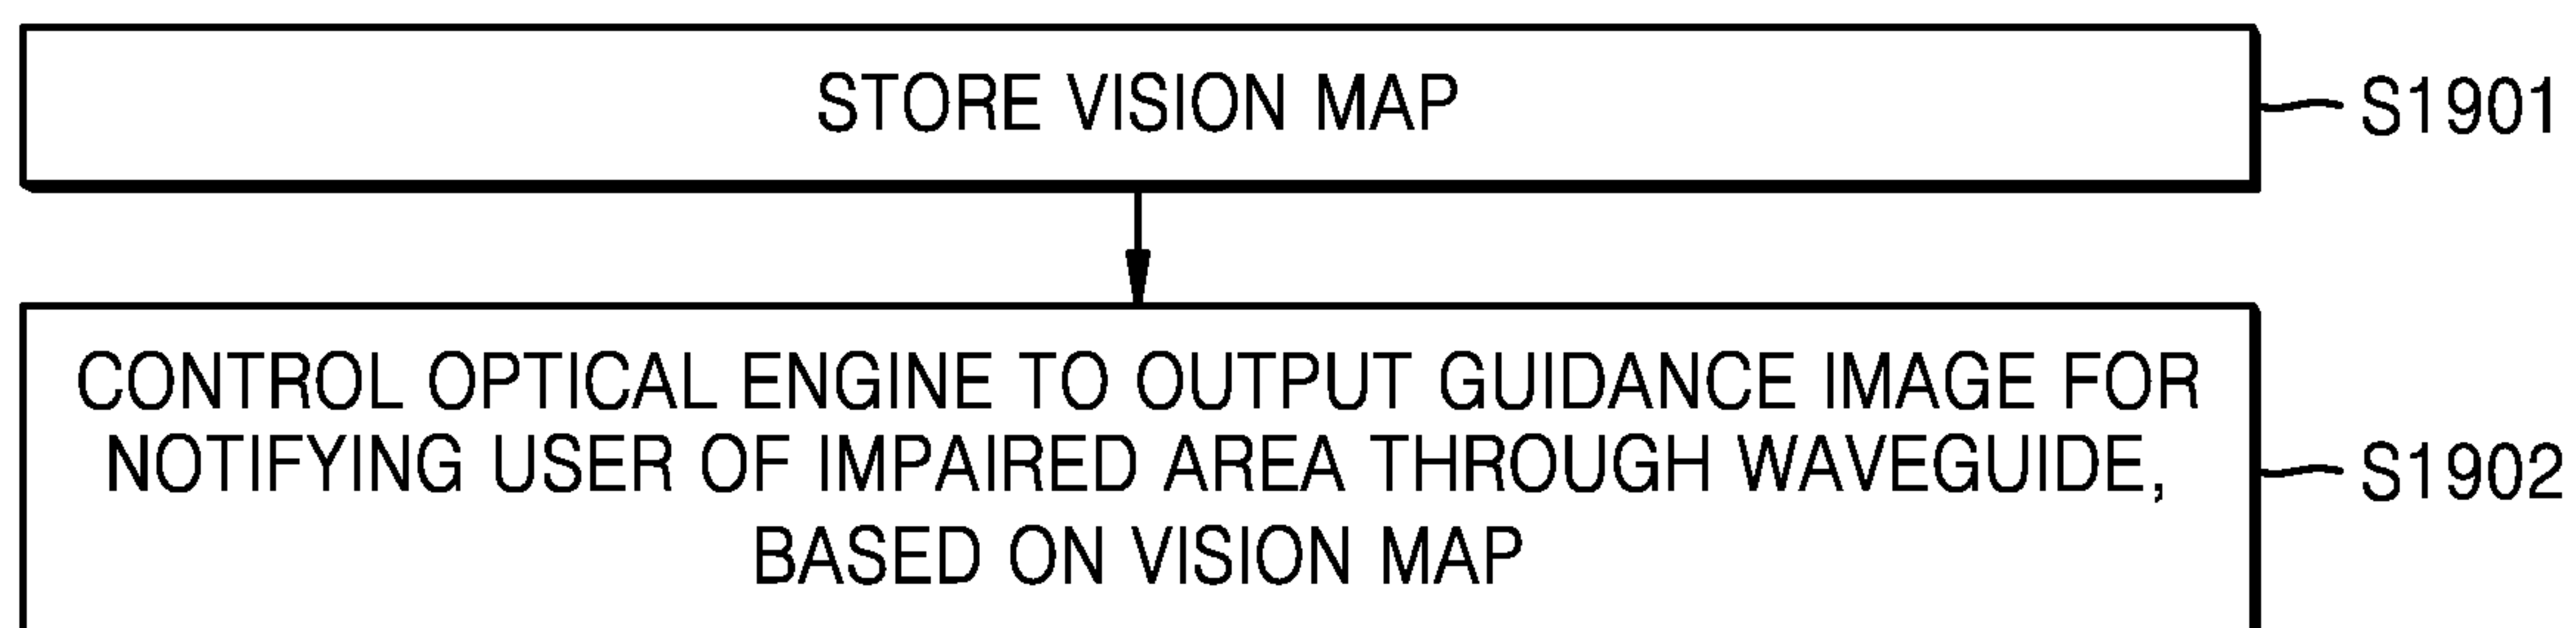 STORE VISION MAP
S1901
CONTROL OPTICAL ENGINE TO OUTPUT GUIDANCE IMAGE FOR
NOTIFYING USER OF IMPAIRED AREA THROUGH WAVEGUIDE,
BASED ON VISION MAP
S1902